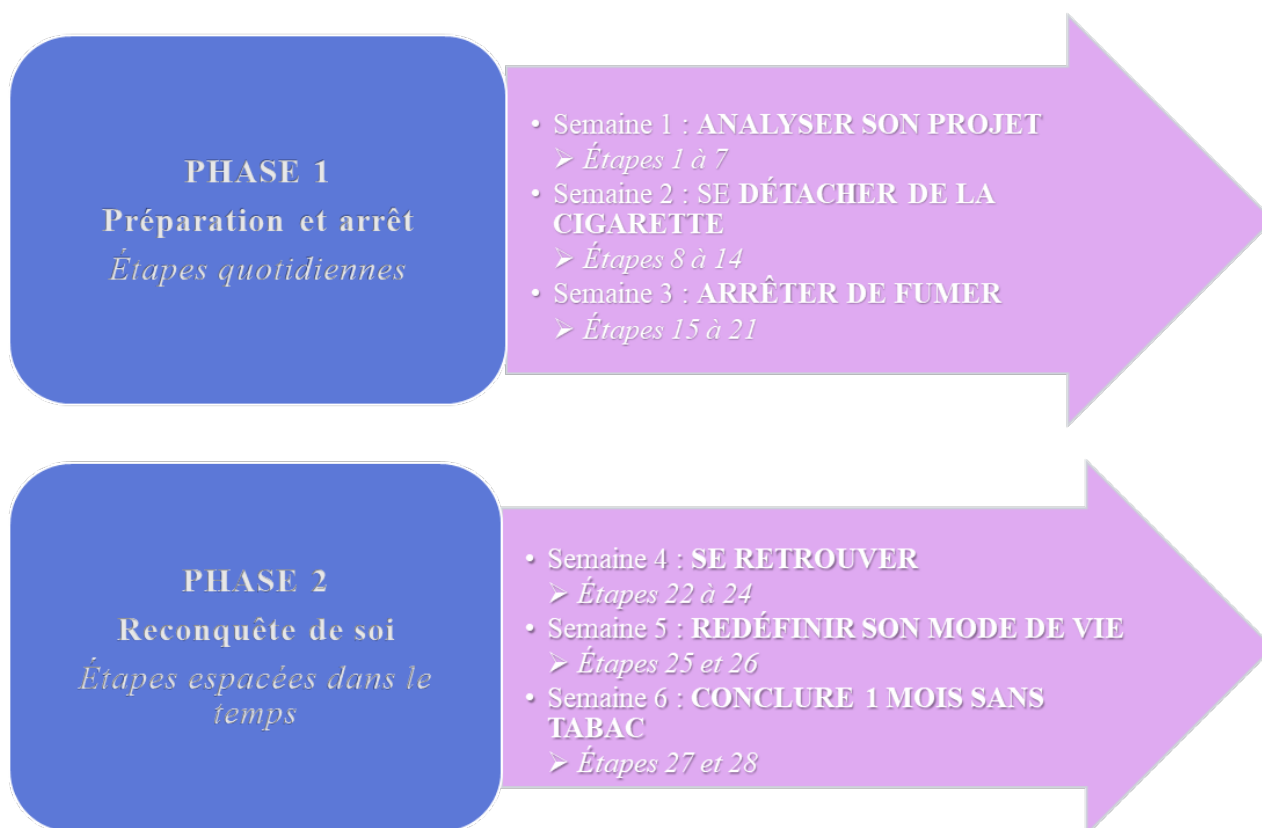 PHASE 1
Préparation et arrêt
Étapes quotidiennes
• Semaine 1 : ANALYSER SON PROJET
➢ Étapes 1 à 7
• Semaine 2 : SE DÉTACHER DE LA
CIGARETTE
➢ Étapes 8 à 14
• Semaine 3 : ARRÊTER DE FUMER
➢ Étapes 15 à 21
PHASE 2
Reconquête de soi
Étapes espacées dans le
temps
• Semaine 4 : SE RETROUVER
➢ Étapes 22 à 24
• Semaine 5 : REDÉFINIR SON MODE DE VIE
➢ Étapes 25 et 26
• Semaine 6 : CONCLURE 1 MOIS SANS
TABAC
➢ Étapes 27 et 28